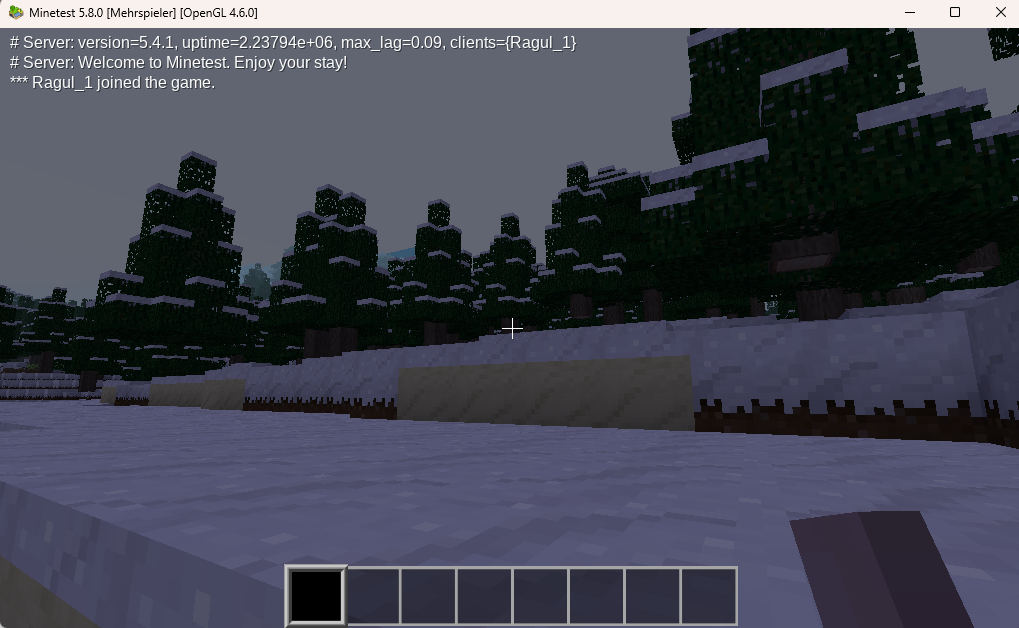 Minetest 5.8.0 [Mehrspieler] [OpenGL 4.6.0]
# Server: version=5.4.1, uptime=2.23794e+06, max_lag=0.09, clients={Ragul_1}
# Server: Welcome to Minetest. Enjoy your stay!
*** Ragul_1 joined the game.